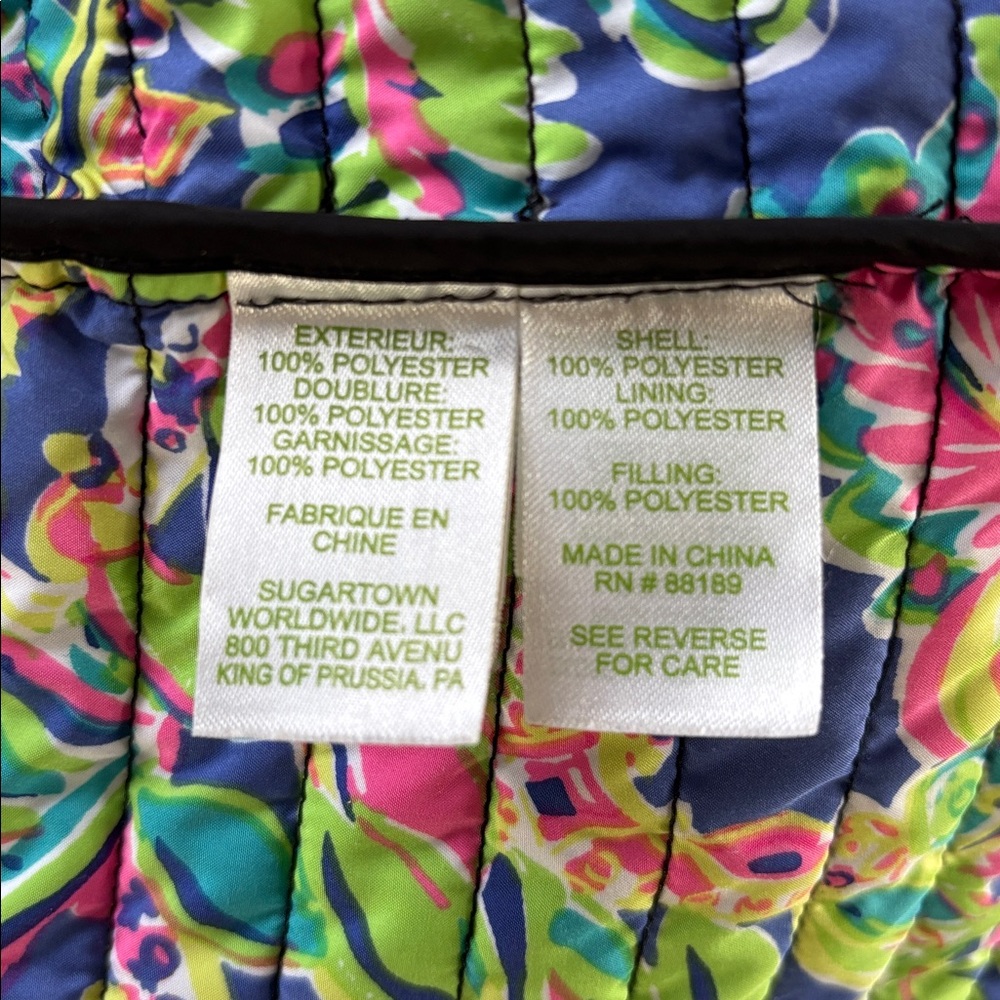 EXTERIEUR:
100% POLYESTER
DOUBLURE:
100% POLYESTER
GARNISSAGE:
100% POLYESTER
FABRIQUE EN
CHINE
SUGARTOWN
WORLDWIDE, LLC
800 THIRD AVENU
KING OF PRUSSIA, PA
SHELL:
100% POLYESTER
LINING:
100% POLYESTER
FILLING:
100% POLYESTER
MADE IN CHINA
RN # 88189
SEE REVERSE
FOR CARE